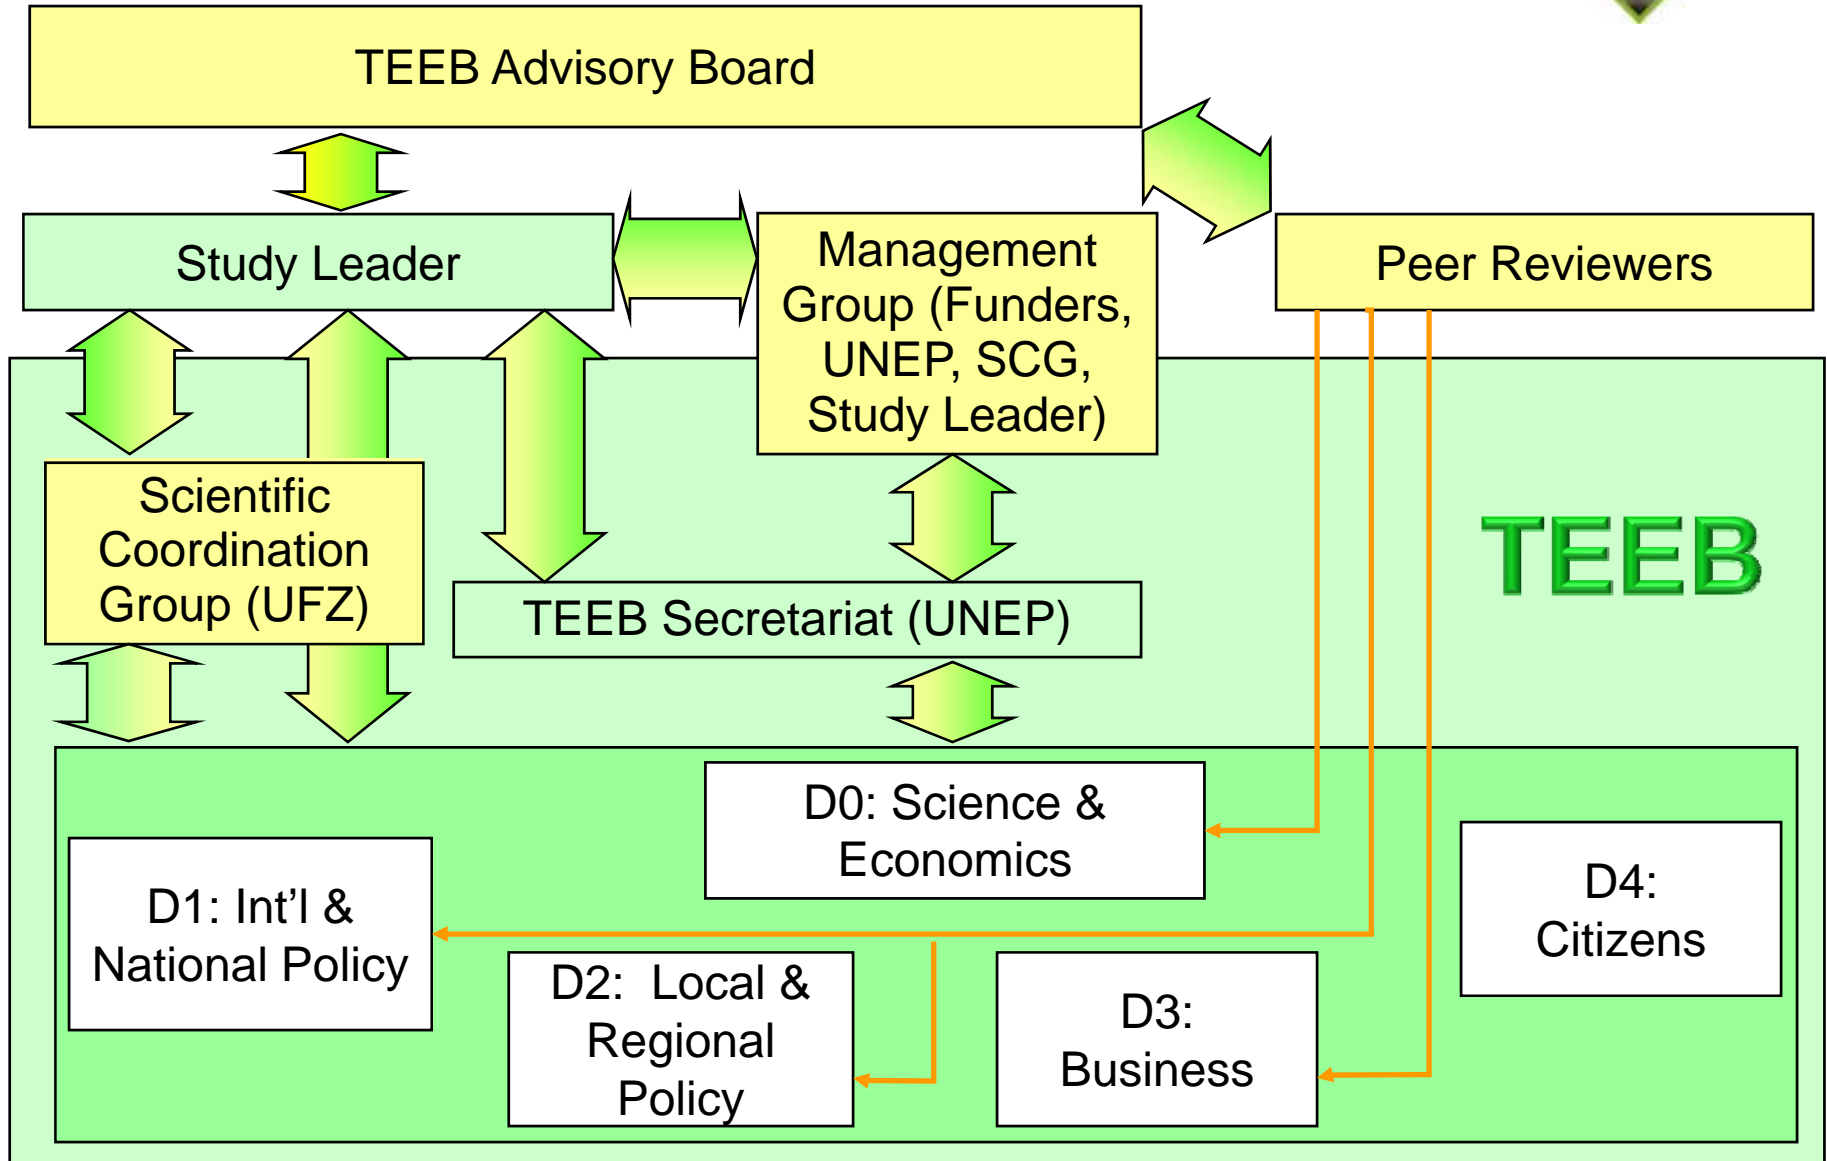 TEEB Advisory Board
Study Leader
Management
Group (Funders,
UNEP, SCG,
Study Leader)
Peer Reviewers
Scientific
Coordination
Group (UFZ)
TEEB
TEEB Secretariat (UNEP)
D0: Science &
Economics
D1: Int’l &
National Policy
D2:  Local &
Regional
Policy
D3:
Business
D4:
Citizens